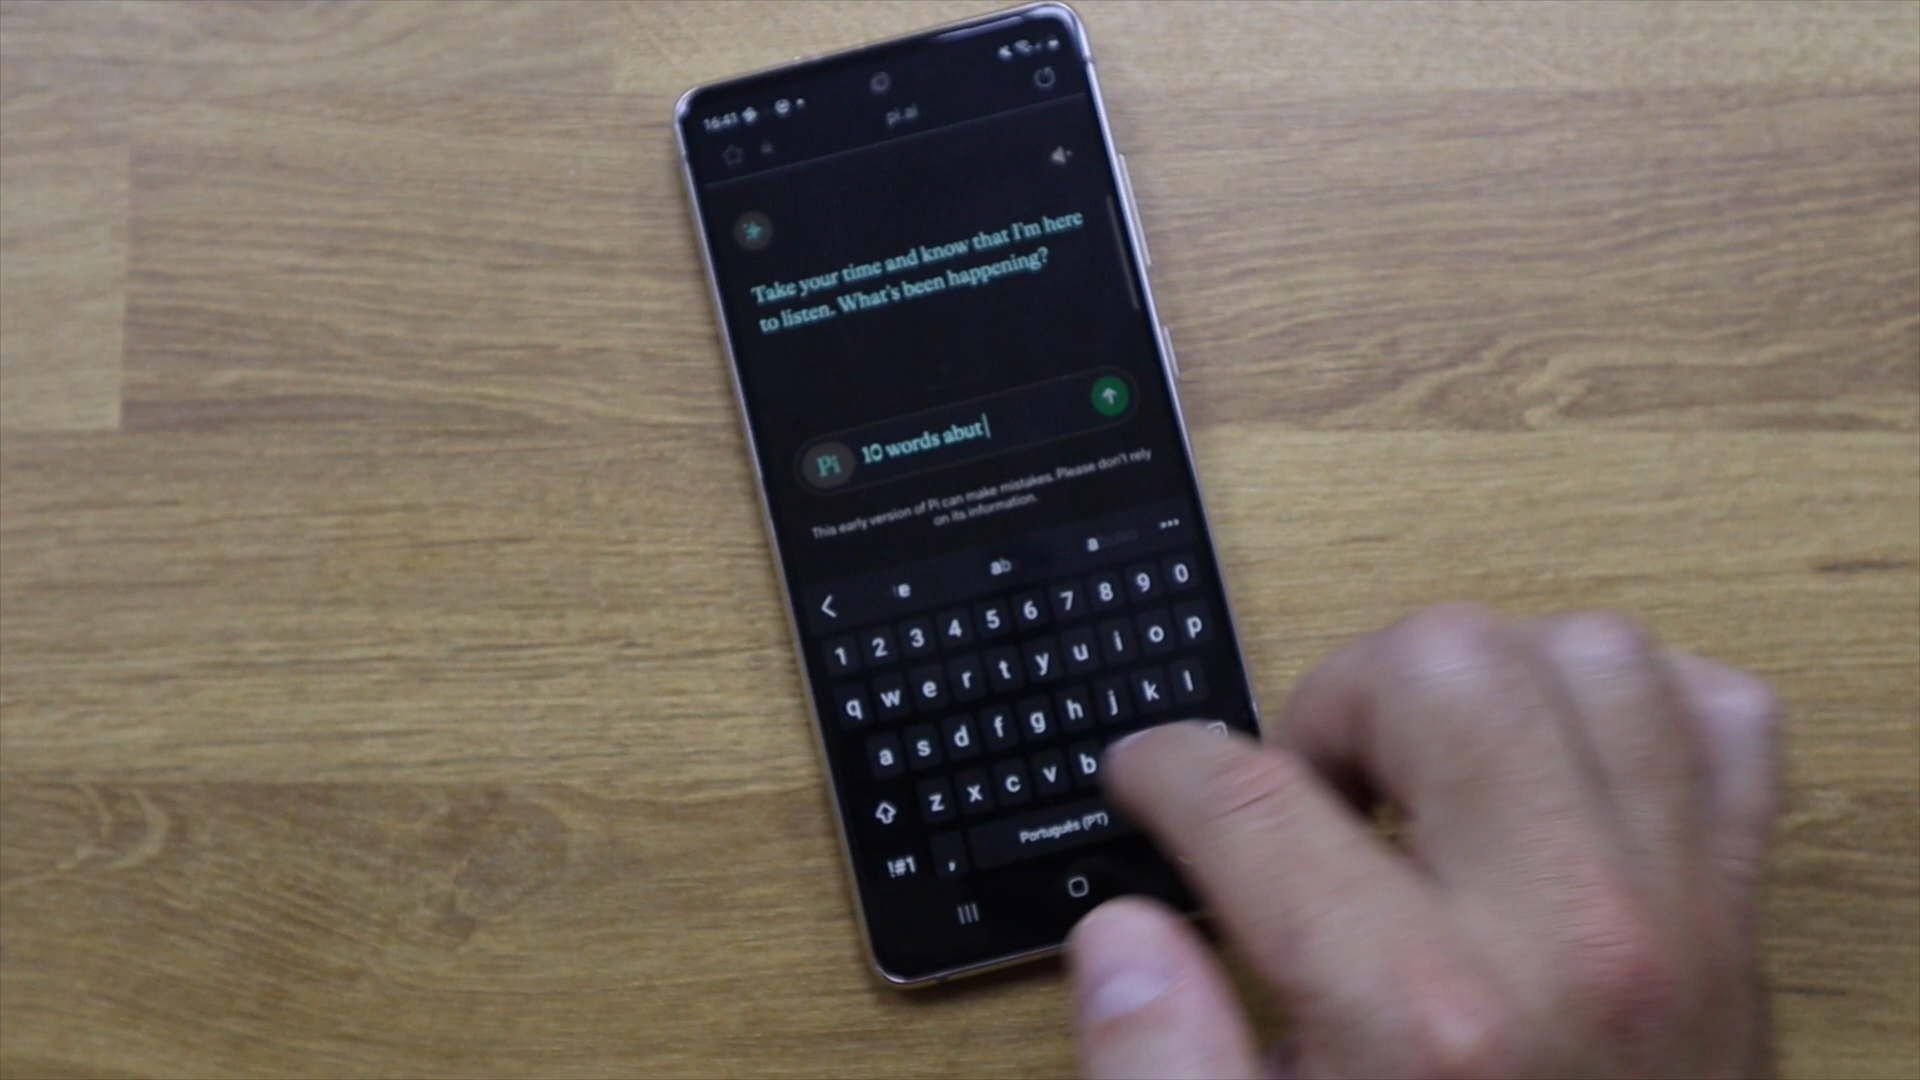 16:41
pi.ai
Take your time and know that I'm here
to listen. What's been happening?
Pi 10 words abut
This early version of Pi can make mistakes. Please don't rely
on its information.
1 2 3 4 5 6 7 8 9 0
q w e r t y u i o p
a s d f g h j k l
z x c v b
!#1 , Português (PT)